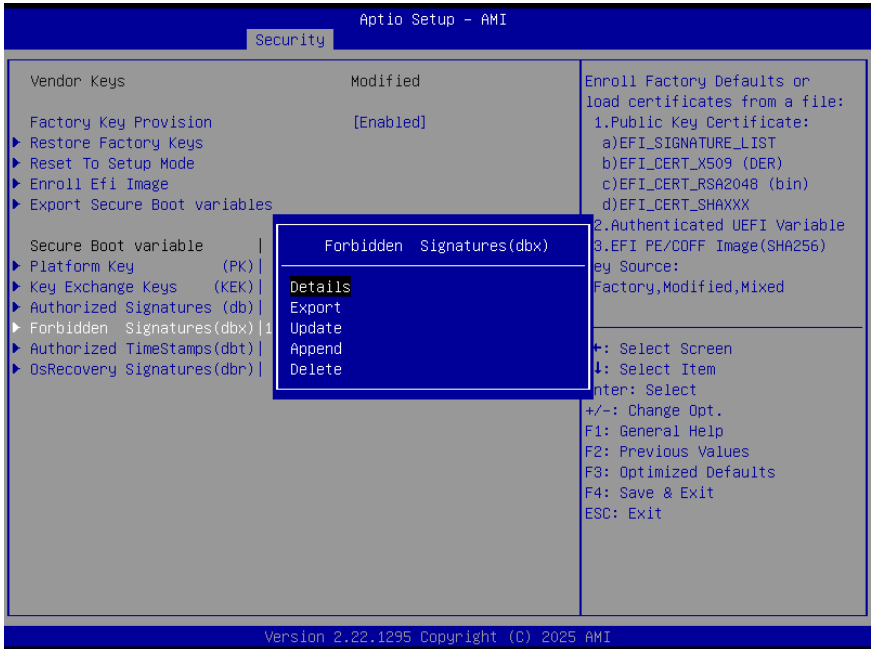 Aptio Setup – AMI
Security
Vendor Keys Modified
Factory Key Provision [Enabled]
Restore Factory Keys
Reset To Setup Mode
Enroll Efi Image
Export Secure Boot variables
Secure Boot variable |
Platform Key (PK)|
Key Exchange Keys (KEK)|
Authorized Signatures (db)|
Forbidden Signatures(dbx)|1
Authorized TimeStamps(dbt)|
OsRecovery Signatures(dbr)|
Forbidden Signatures(dbx)
Details
Export
Update
Append
Delete
Enroll Factory Defaults or
load certificates from a file:
1.Public Key Certificate:
a)EFI_SIGNATURE_LIST
b)EFI_CERT_X509 (DER)
c)EFI_CERT_RSA2048 (bin)
d)EFI_CERT_SHAXXX
2.Authenticated UEFI Variable
3.EFI PE/COFF Image(SHA256)
ey Source:
Factory,Modified,Mixed
: Select Screen
: Select Item
nter: Select
+/-: Change Opt.
F1: General Help
F2: Previous Values
F3: Optimized Defaults
F4: Save & Exit
ESC: Exit
Version 2.22.1295 Copyright (C) 2025 AMI